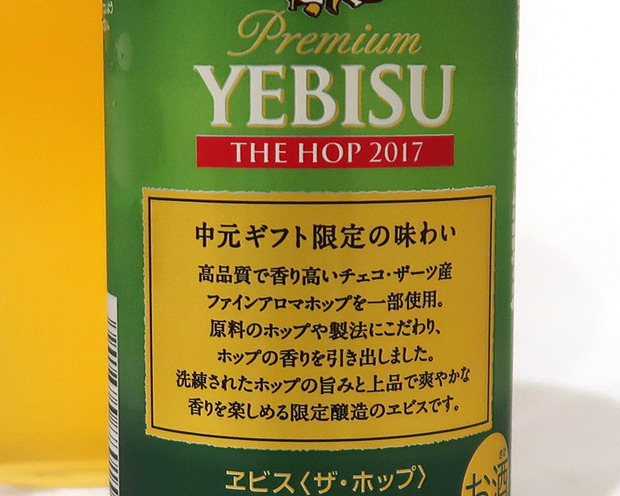 Premium
YEBISU
THE HOP 2017
中元ギフト限定の味わい
高品質で香り高いチェコ・ザーツ産
ファインアロマホップを一部使用。
原料のホップや製法にこだわり、
ホップの香りを引き出しました。
洗練されたホップの旨みと上品で爽やかな
香りを楽しめる限定醸造のヱビスです。
ヱビス〈ザ・ホップ〉
お酒